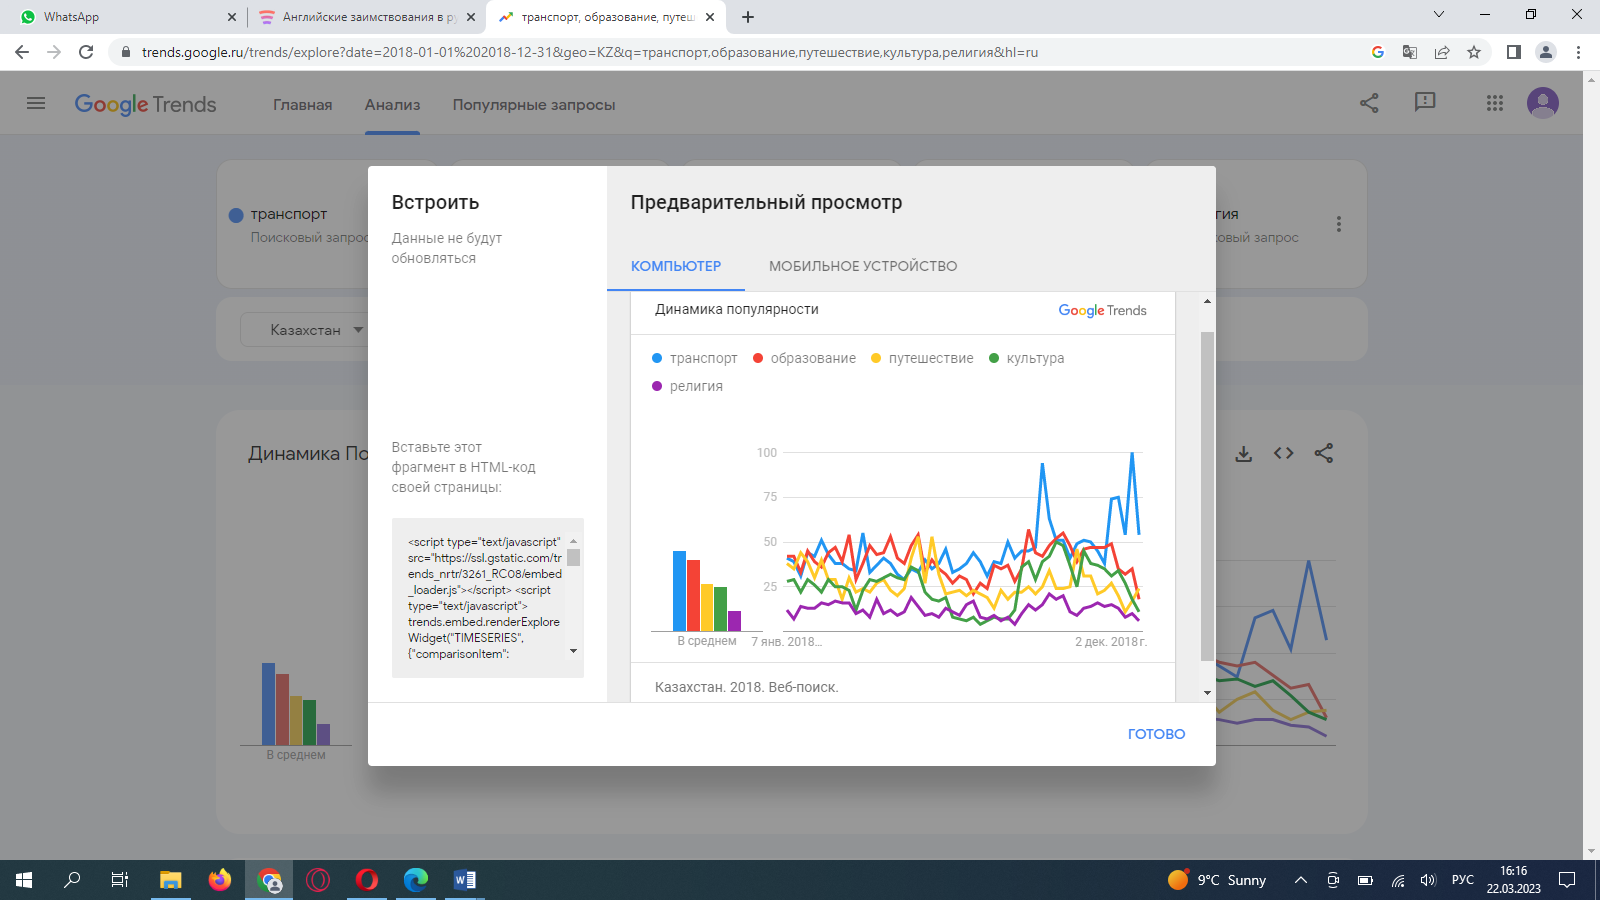 WhatsApp
Английские заимствования в ру
транспорт, образование, путеш
trends.google.ru/trends/explore?date=2018-01-01%202018-12-31&geo=KZ&q=транспорт,образование,путешествие,культура,религия&hl=ru
Google Trends
Главная
Анализ
Популярные запросы
транспорт
Поисковый запрос
гия
овый запрос
Казахстан
Динамика По
В среднем
Встроить
Данные не будут
обновляться
Вставьте этот
фрагмент в HTML-код
своей страницы:
<script type="text/javascript"
src="https://ssl.gstatic.com/tr
ends_nrtr/3261_RC08/embed
_loader.js"></script> <script
type="text/javascript">
trends.embed.renderExplore
Widget("TIMESERIES",
{"comparisonItem":
Предварительный просмотр
КОМПЬЮТЕР
МОБИЛЬНОЕ УСТРОЙСТВО
Динамика популярности
Google Trends
транспорт
образование
путешествие
культура
религия
100
75
50
25
В среднем
7 янв. 2018…
2 дек. 2018 г.
Казахстан. 2018. Веб-поиск.
ГОТОВО
9°C Sunny
РУС
16:16
22.03.2023